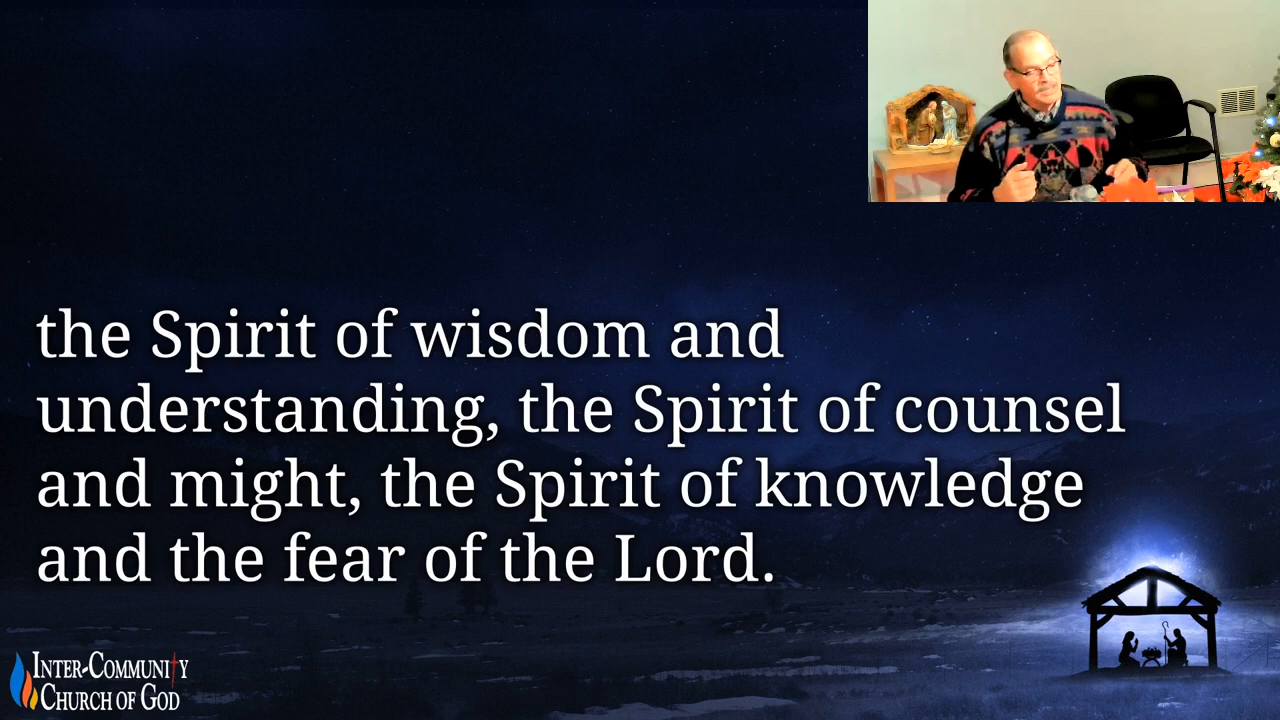 the Spirit of wisdom and
understanding, the Spirit of counsel
and might, the Spirit of knowledge
and the fear of the Lord.
Inter-Community
Church of God